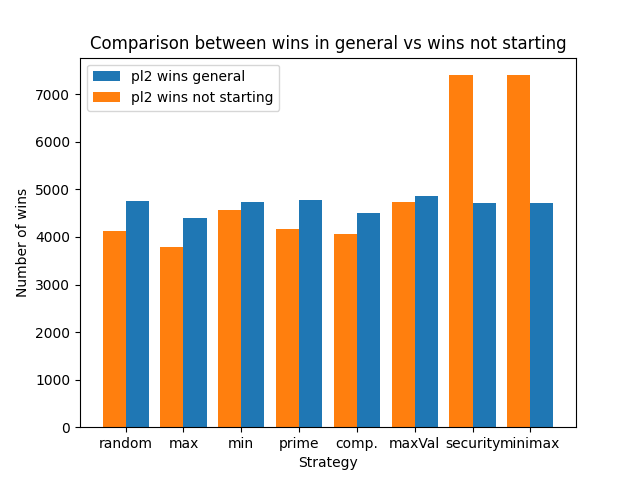 Comparison between wins in general vs wins not starting
pl2 wins general
pl2 wins not starting
Number of wins
7000
6000
5000
4000
3000
2000
1000
0
random max min prime comp. maxVal security minimax
Strategy